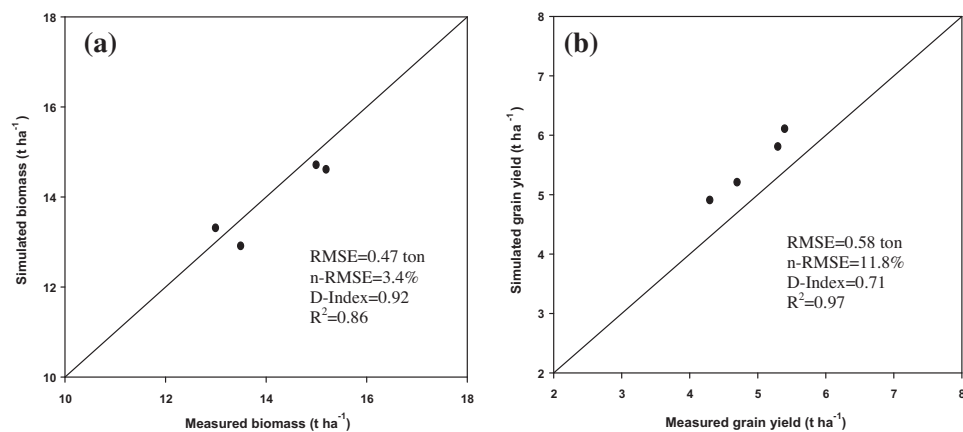 (a)
Simulated biomass (t ha⁻¹)
18
16
14
12
10
10 12 14 16 18
Measured biomass (t ha⁻¹)
RMSE=0.47 ton
n-RMSE=3.4%
D-Index=0.92
R²=0.86
(b)
Simulated grain yield (t ha⁻¹)
8
7
6
5
4
3
2
2 3 4 5 6 7 8
Measured grain yield (t ha⁻¹)
RMSE=0.58 ton
n-RMSE=11.8%
D-Index=0.71
R²=0.97